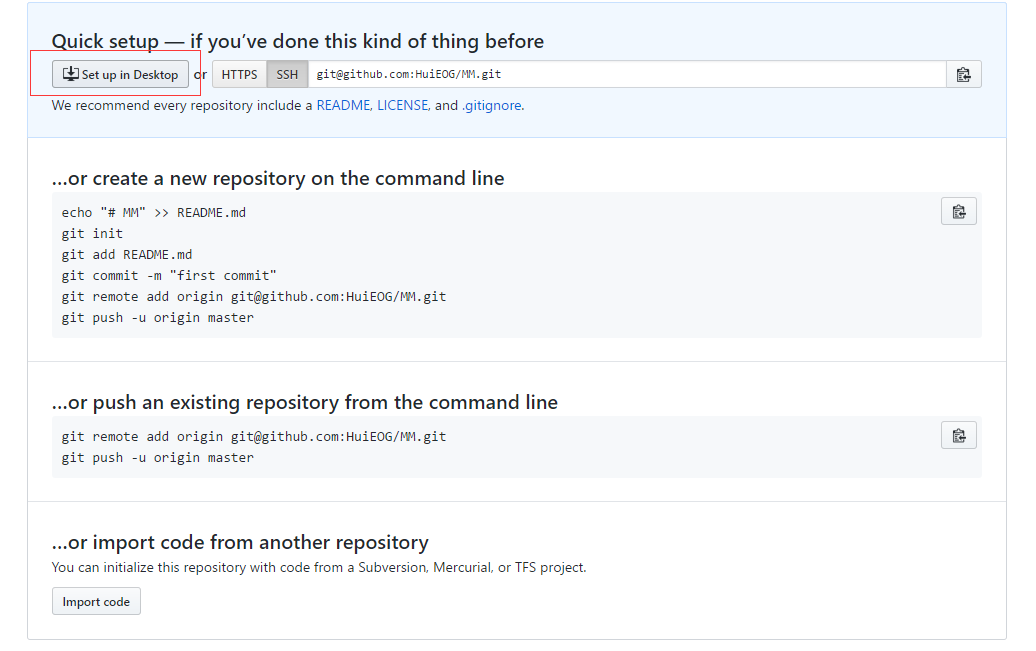 Quick setup — if you've done this kind of thing before
Set up in Desktop or HTTPS SSH git@github.com:HuiEOG/MM.git
We recommend every repository include a README, LICENSE, and .gitignore.
…or create a new repository on the command line
echo "# MM" >> README.md
git init
git add README.md
git commit -m "first commit"
git remote add origin git@github.com:HuiEOG/MM.git
git push -u origin master
…or push an existing repository from the command line
git remote add origin git@github.com:HuiEOG/MM.git
git push -u origin master
…or import code from another repository
You can initialize this repository with code from a Subversion, Mercurial, or TFS project.
Import code